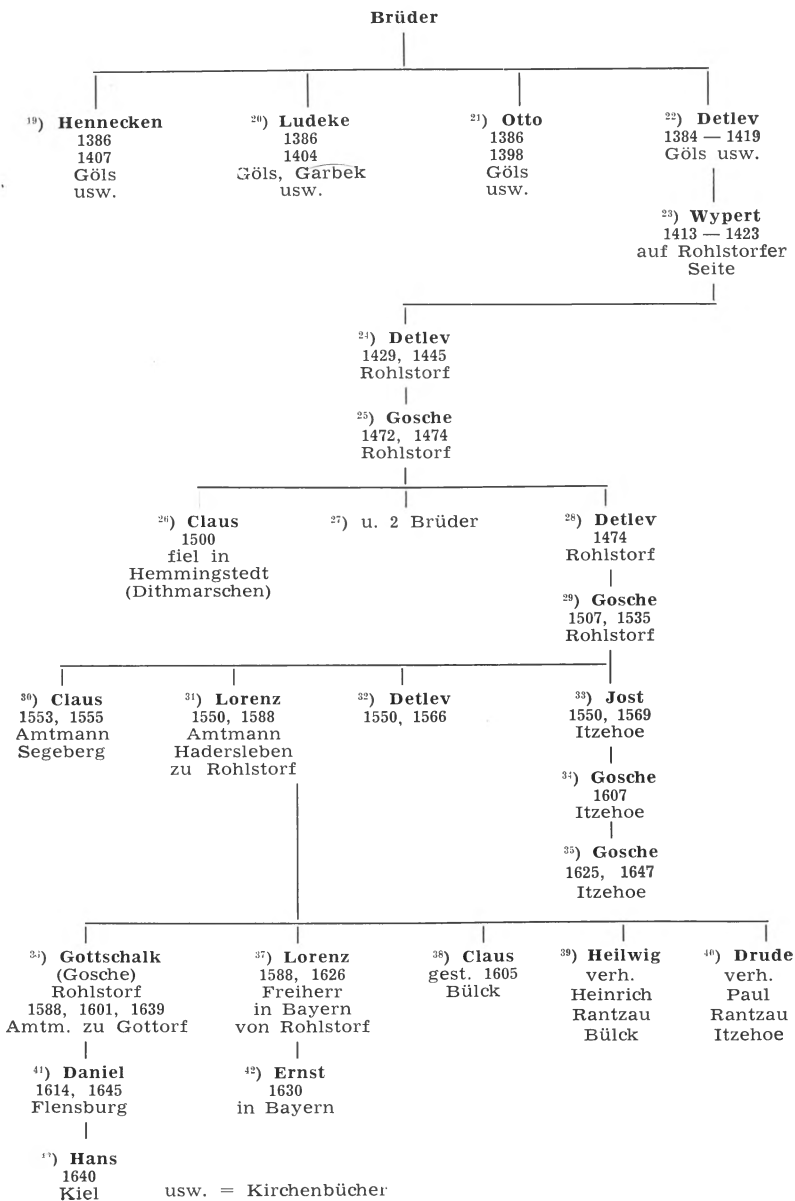 Brüder
19) Hennecken
1386
1407
Göls
usw.
20) Ludeke
1386
1404
Göls, Garbek
usw.
21) Otto
1386
1398
Göls
usw.
22) Detlev
1384 — 1419
Göls usw.
23) Wypert
1413 — 1423
auf Rohlstorfer
Seite
24) Detlev
1429, 1445
Rohlstorf
25) Gosche
1472, 1474
Rohlstorf
26) Claus
1500
fiel in
Hemmingstedt
(Dithmarschen)
27) u. 2 Brüder
28) Detlev
1474
Rohlstorf
29) Gosche
1507, 1535
Rohlstorf
30) Claus
1553, 1555
Amtmann
Segeberg
31) Lorenz
1550, 1588
Amtmann
Hadersleben
zu Rohlstorf
32) Detlev
1550, 1566
33) Jost
1550, 1569
Itzehoe
34) Gosche
1607
Itzehoe
35) Gosche
1625, 1647
Itzehoe
) Gottschalk
(Gosche)
Rohlstorf
1588, 1601, 1639
Amtm. zu Gottorf
37) Lorenz
1588, 1626
Freiherr
in Bayern
von Rohlstorf
38) Claus
gest. 1605
Bülck
39) Heilwig
verh.
Heinrich
Rantzau
Bülck
40) Drude
verh.
Paul
Rantzau
Itzehoe
41) Daniel
1614, 1645
Flensburg
42) Ernst
1630
in Bayern
) Hans
1640
Kiel
usw. = Kirchenbücher